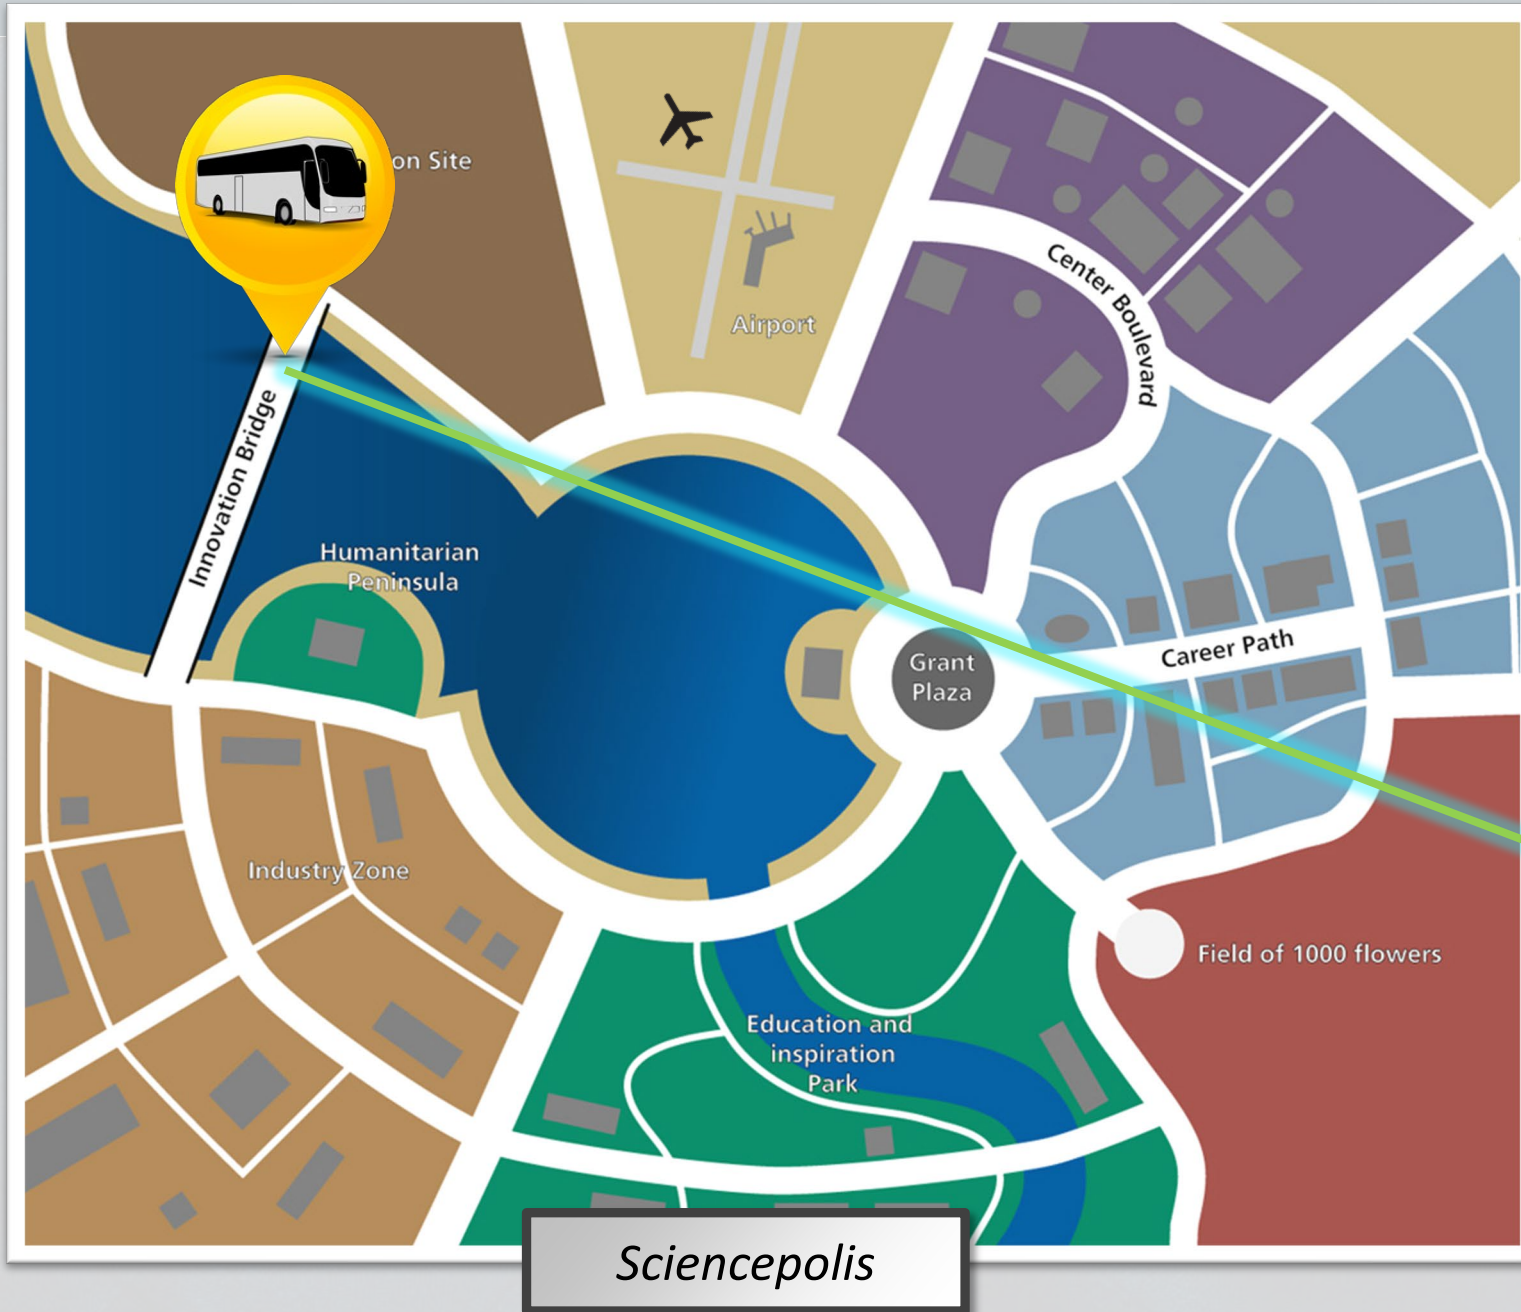 on Site
Airport
Center Boulevard
Innovation Bridge
Humanitarian
Peninsula
Grant
Plaza
Career Path
Industry Zone
Field of 1000 flowers
Education and
inspiration
Park
Sciencepolis